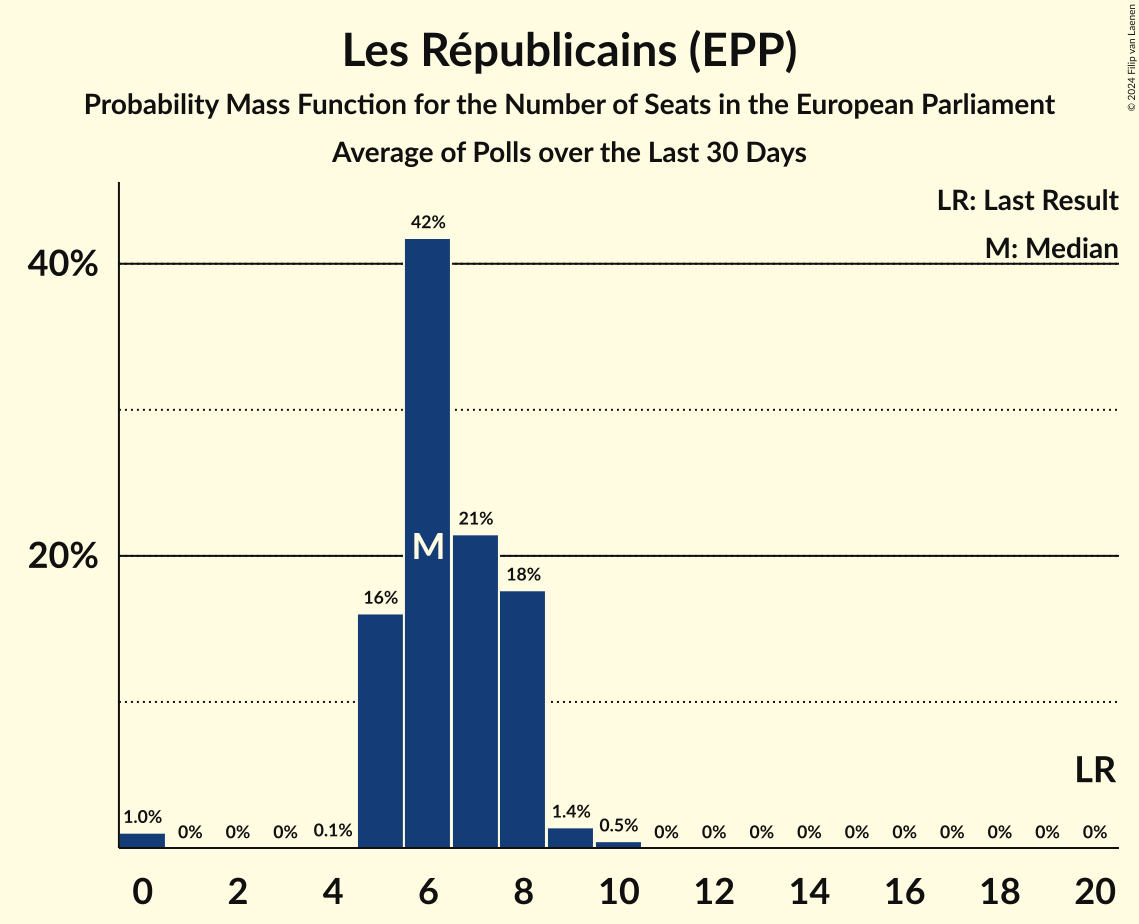 Les Républicains (EPP)
Probability Mass Function for the Number of Seats in the European Parliament
Average of Polls over the Last 30 Days
© 2024 Filip van Laenen
LR: Last Result
M: Median
40%
20%
42%
21%
18%
16%
M
1.0%
0%
0%
0%
0.1%
1.4%
0.5%
0%
0%
0%
0%
0%
0%
0%
0%
0%
0%
LR
0 2 4 6 8 10 12 14 16 18 20